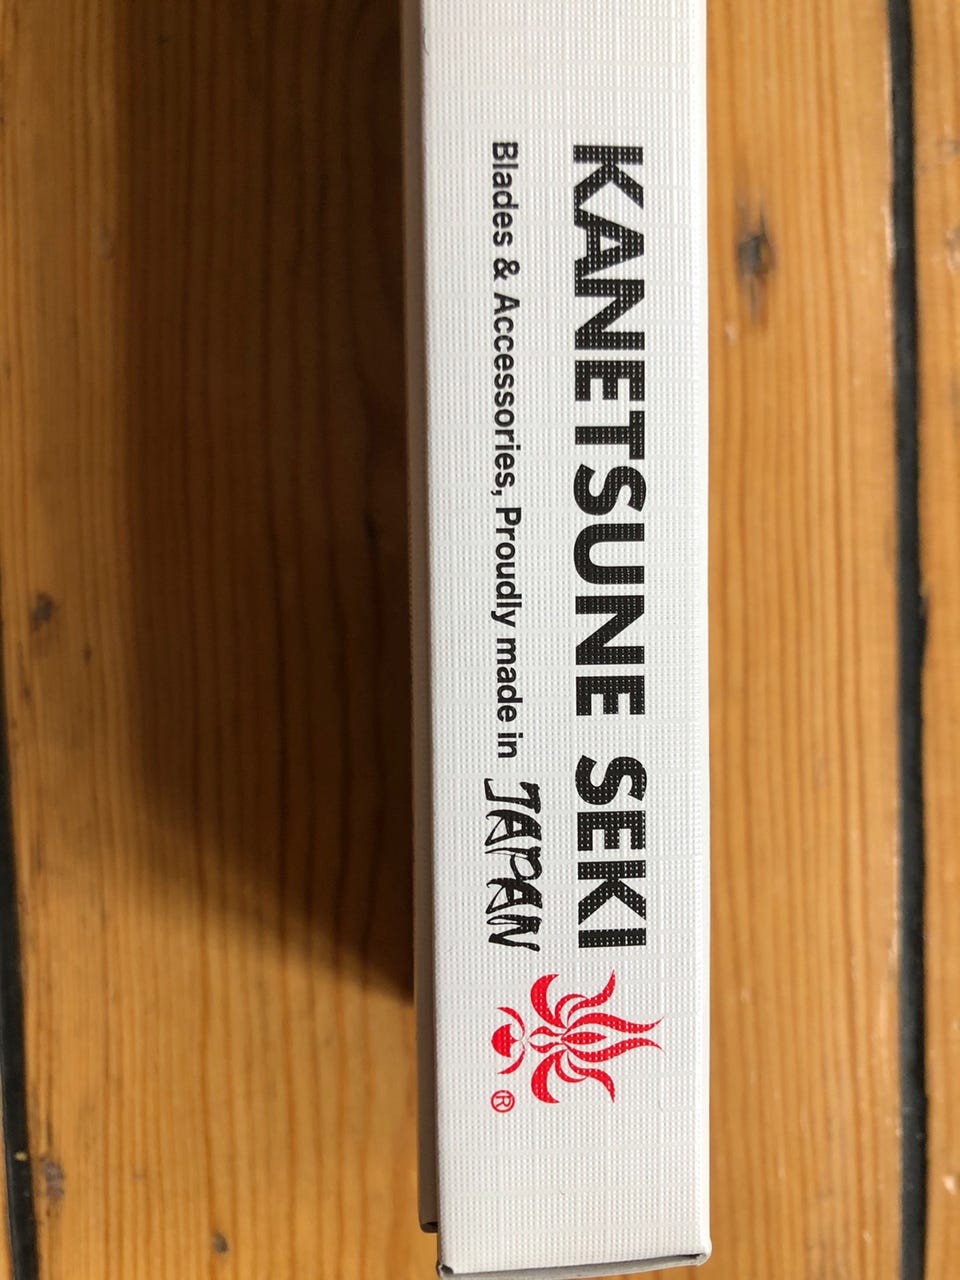 KANETSUNE SEKI
Blades & Accessories, Proudly made in JAPAN
®